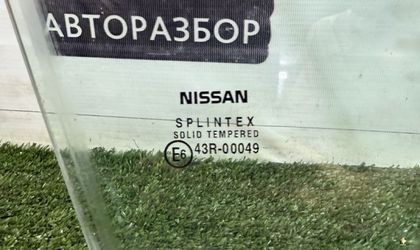 АВТОРАЗБОР
NISSAN
SPLINTEX
SOLID TEMPERED
E6 43R-00049